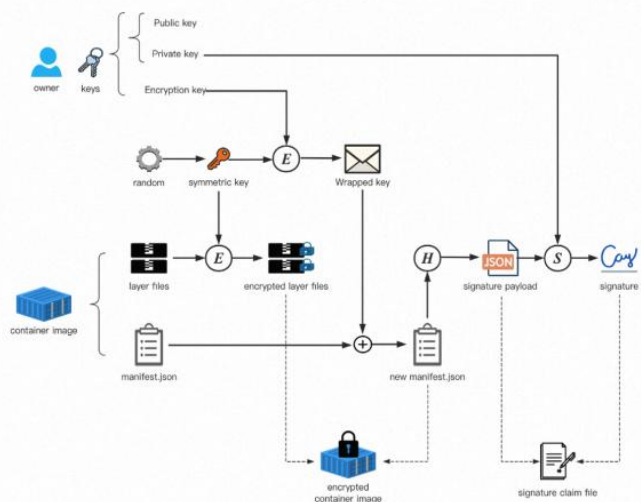 Public key
Private key
owner
keys
Encryption key
E
random
symmetric key
Wrapped key
E
H
JSON
S
Cay
layer files
encrypted layer files
signature payload
signature
container image
+
manifest.json
new manifest.json
encrypted
container image
signature claim file